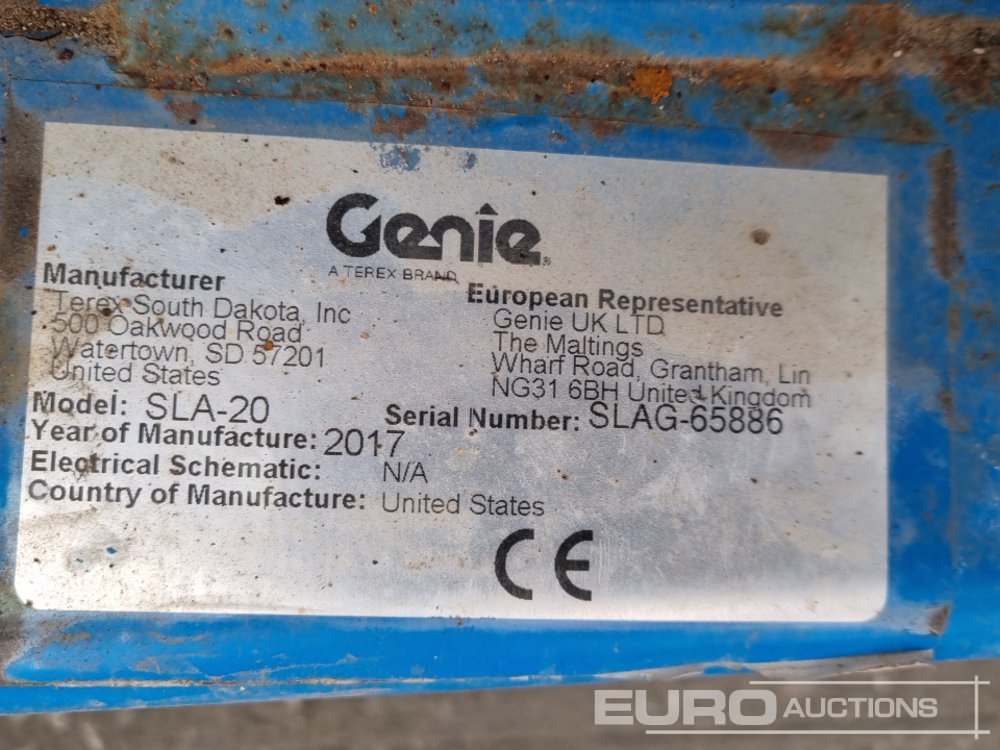 Genie®
A TEREX BRAND
Manufacturer
Terex South Dakota, Inc
500 Oakwood Road
Watertown, SD 57201
United States
European Representative
Genie UK LTD
The Maltings
Wharf Road, Grantham, Lin
NG31 6BH United Kingdom
Model: SLA-20
Serial Number: SLAG-65886
Year of Manufacture: 2017
Electrical Schematic: N/A
Country of Manufacture: United States
CE
EURO AUCTIONS